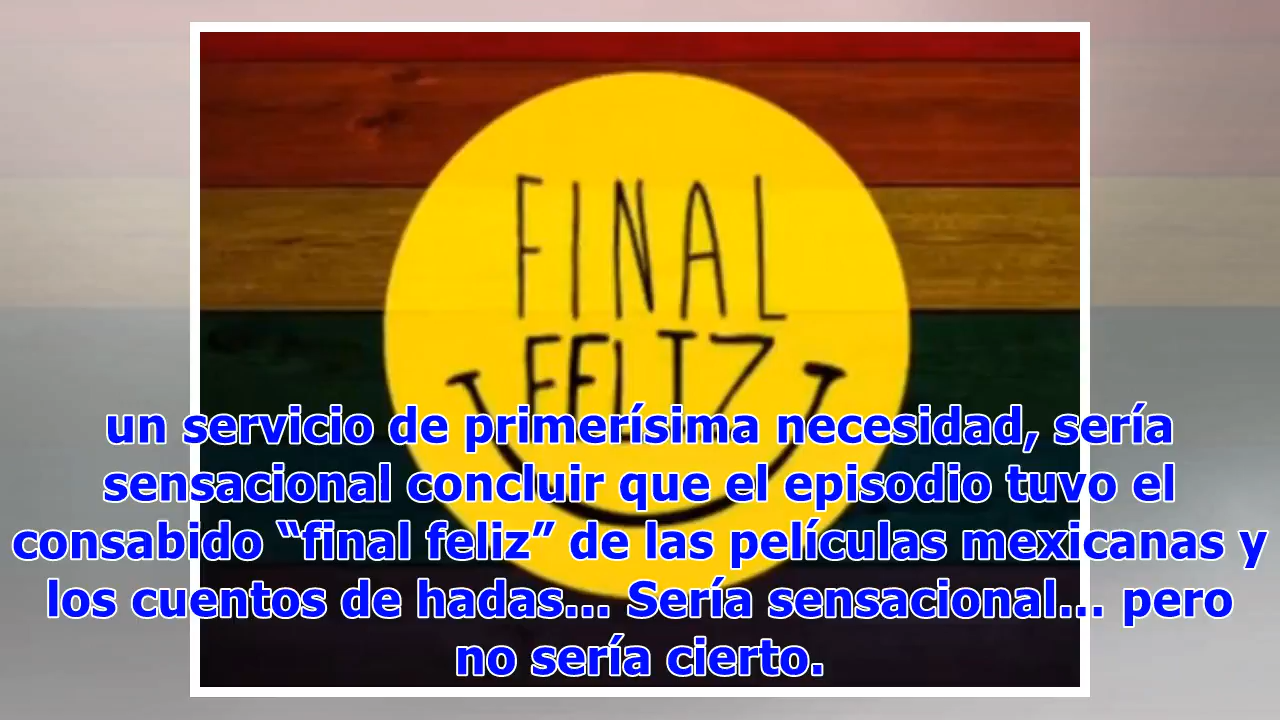 FINAL
FELIZ
un servicio de primerísima necesidad, sería
sensacional concluir que el episodio tuvo el
consabido “final feliz” de las películas mexicanas y
los cuentos de hadas... Sería sensacional... pero
no sería cierto.